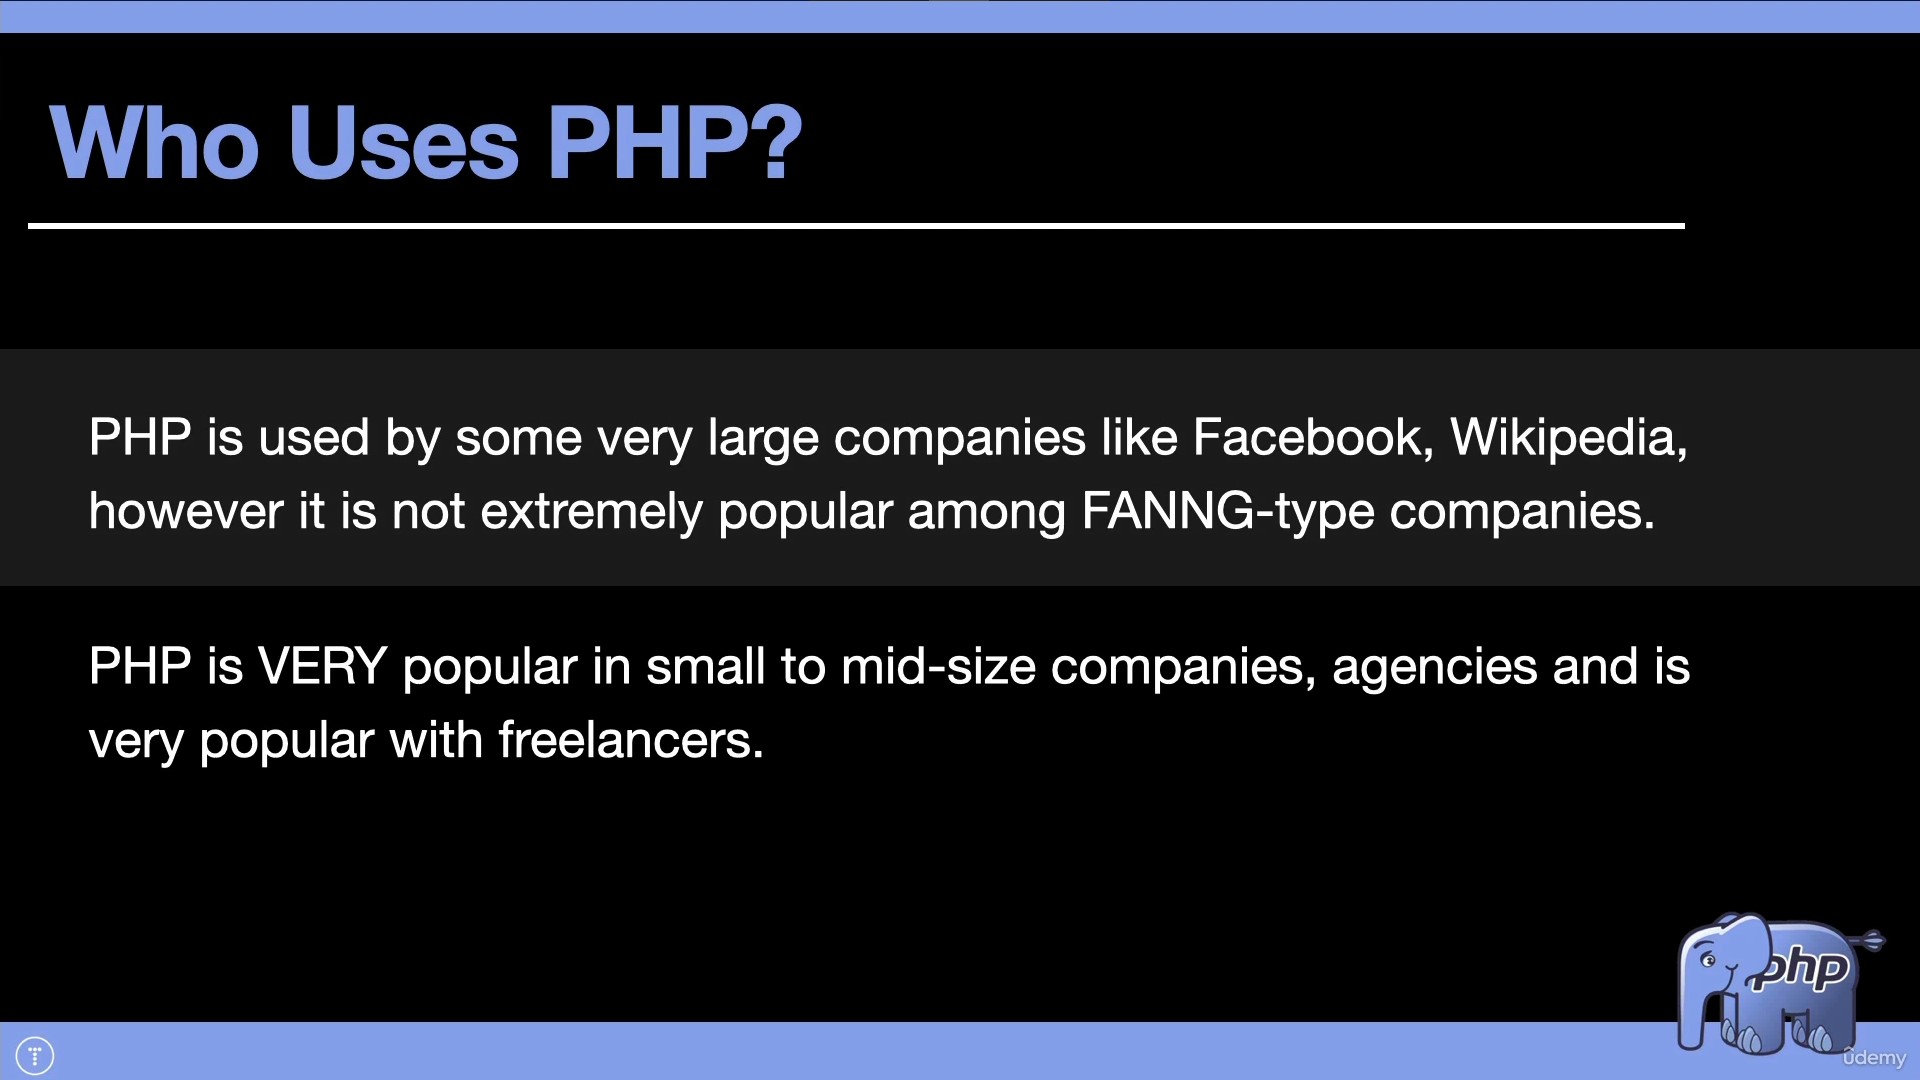 Who Uses PHP?
PHP is used by some very large companies like Facebook, Wikipedia,
however it is not extremely popular among FANNG-type companies.
PHP is VERY popular in small to mid-size companies, agencies and is
very popular with freelancers.
php
ûdemy